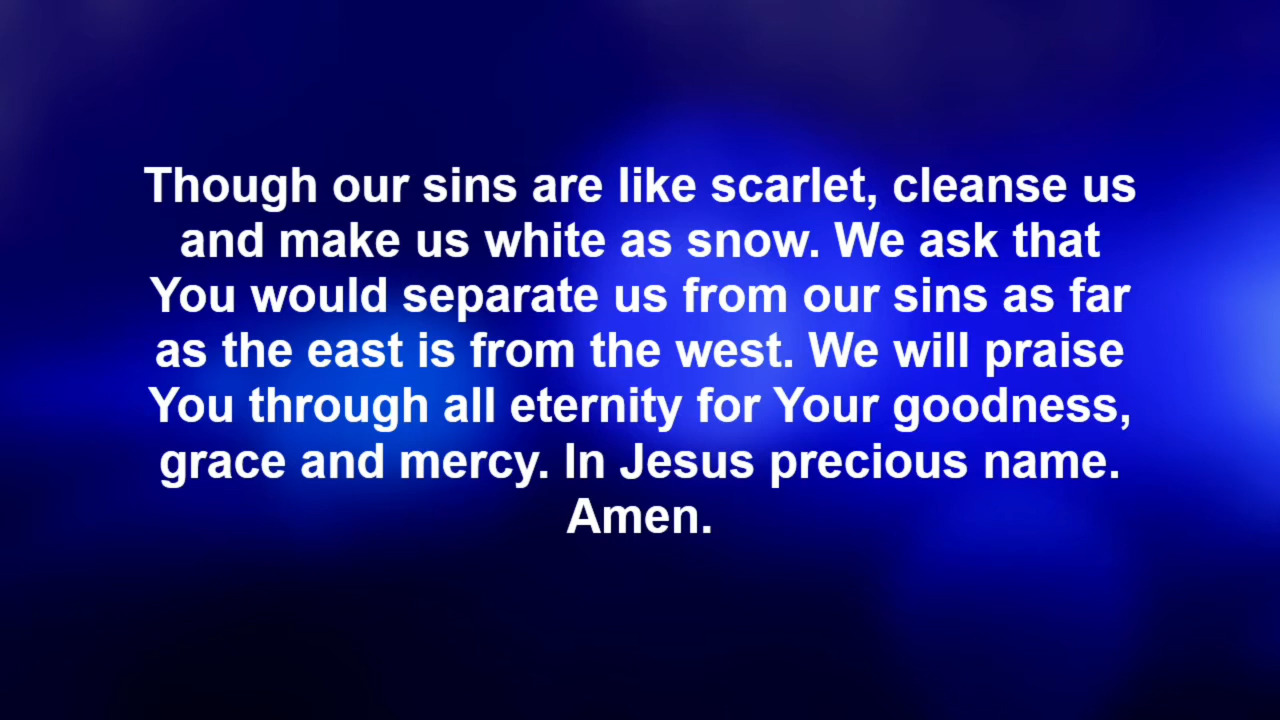 Though our sins are like scarlet, cleanse us
and make us white as snow. We ask that
You would separate us from our sins as far
as the east is from the west. We will praise
You through all eternity for Your goodness,
grace and mercy. In Jesus precious name.
Amen.